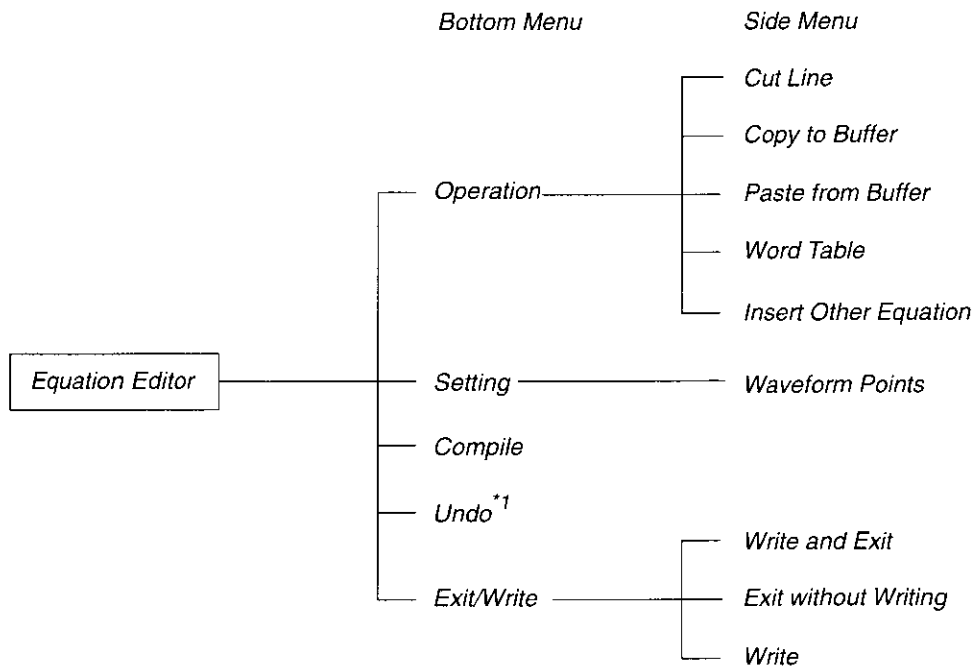 Bottom Menu Side Menu
Cut Line
Copy to Buffer
Operation Paste from Buffer
Word Table
Insert Other Equation
Equation Editor Setting Waveform Points
Compile
Undo*1
Write and Exit
Exit/Write Exit without Writing
Write